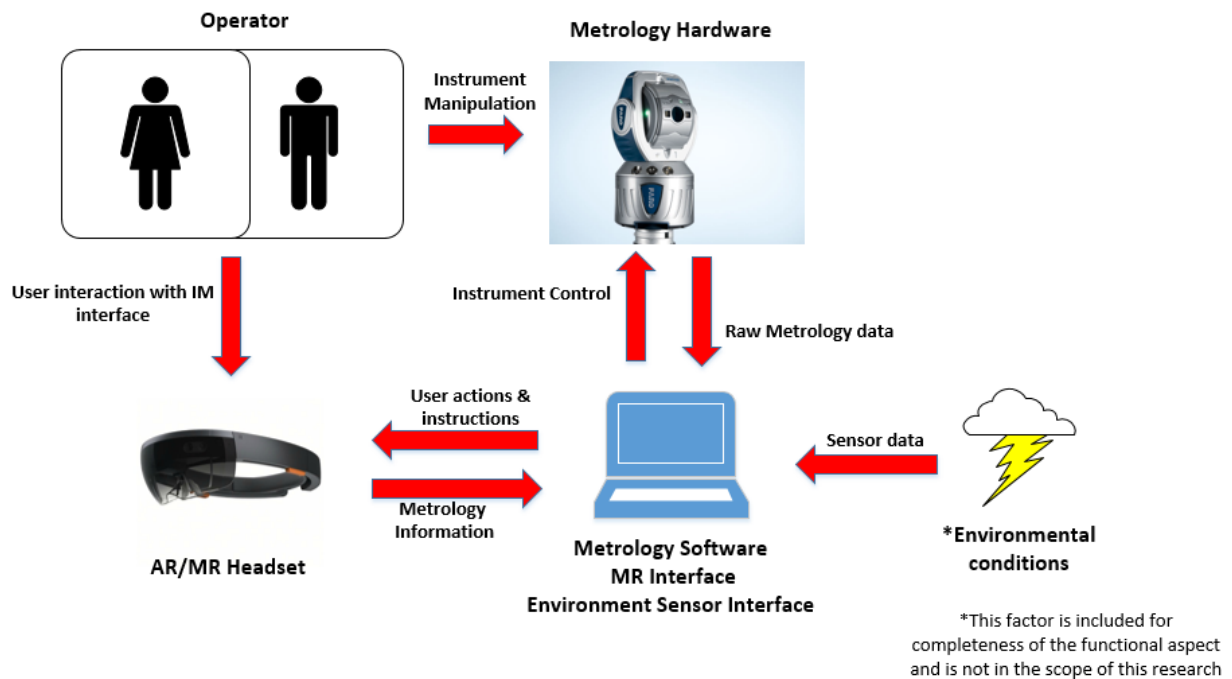 Operator
Metrology Hardware
Instrument
Manipulation
FARO
User interaction with IM
interface
Instrument Control
Raw Metrology data
User actions &
instructions
Sensor data
Metrology
Information
AR/MR Headset
Metrology Software
MR Interface
Environment Sensor Interface
*Environmental
conditions
*This factor is included for
completeness of the functional aspect
and is not in the scope of this research